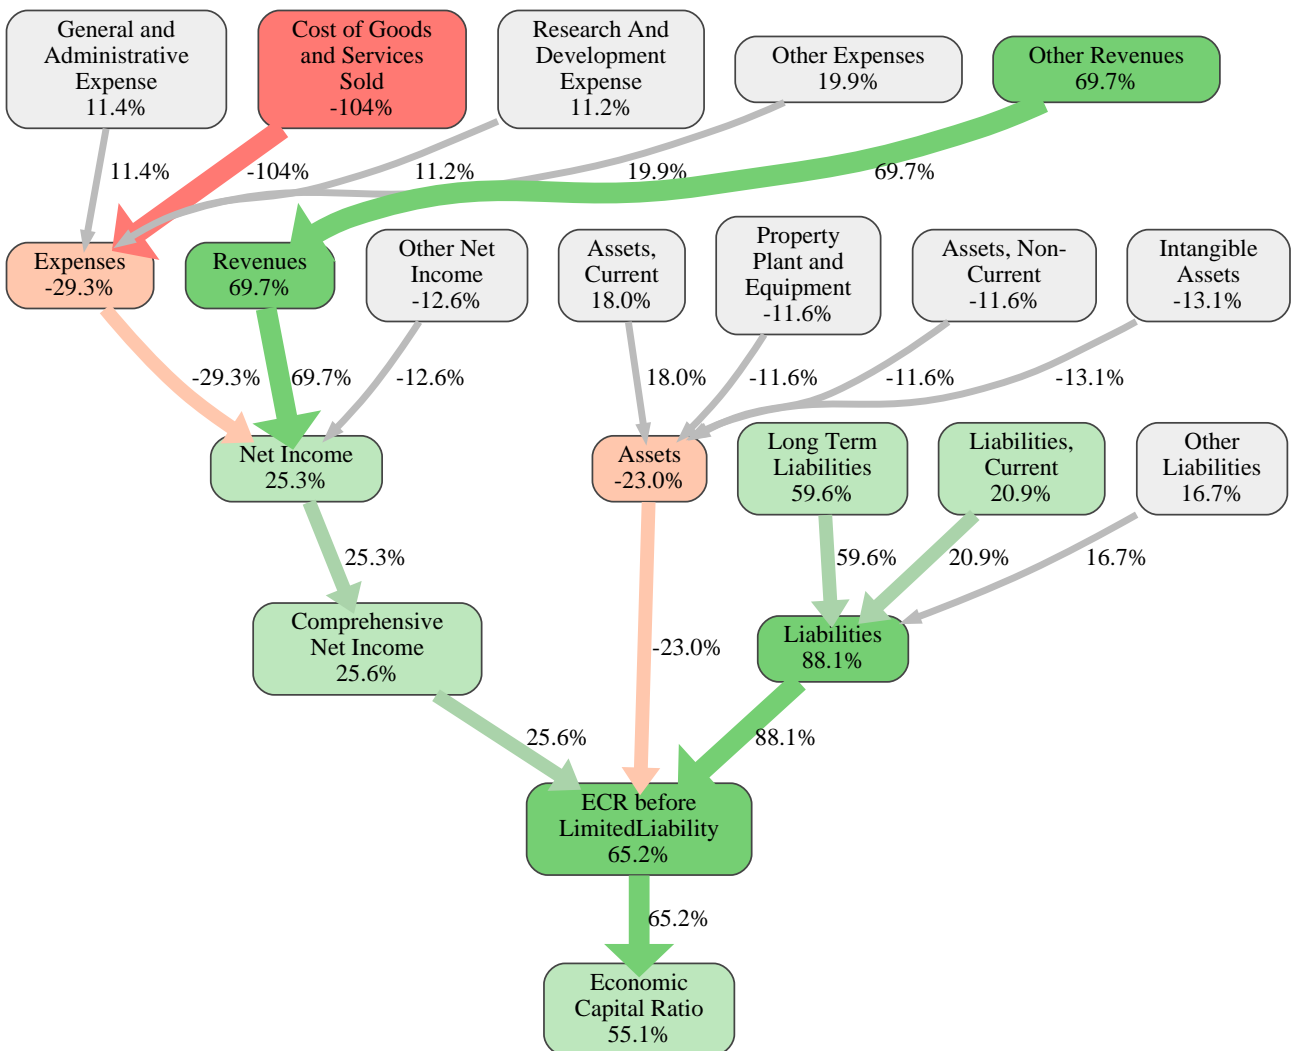 General and
Administrative
Expense
11.4%
Cost of Goods
and Services
Sold
-104%
Research And
Development
Expense
11.2%
Other Expenses
19.9%
Other Revenues
69.7%
11.4%
-104%
11.2%
19.9%
69.7%
Expenses
-29.3%
Revenues
69.7%
Other Net
Income
-12.6%
Assets,
Current
18.0%
Property
Plant and
Equipment
-11.6%
Assets, Non-
Current
-11.6%
Intangible
Assets
-13.1%
-29.3%
69.7%
-12.6%
18.0%
-11.6%
-11.6%
-13.1%
Net Income
25.3%
Assets
-23.0%
Long Term
Liabilities
59.6%
Liabilities,
Current
20.9%
Other
Liabilities
16.7%
25.3%
59.6%
20.9%
16.7%
Comprehensive
Net Income
25.6%
-23.0%
Liabilities
88.1%
25.6%
88.1%
ECR before
LimitedLiability
65.2%
65.2%
Economic
Capital Ratio
55.1%